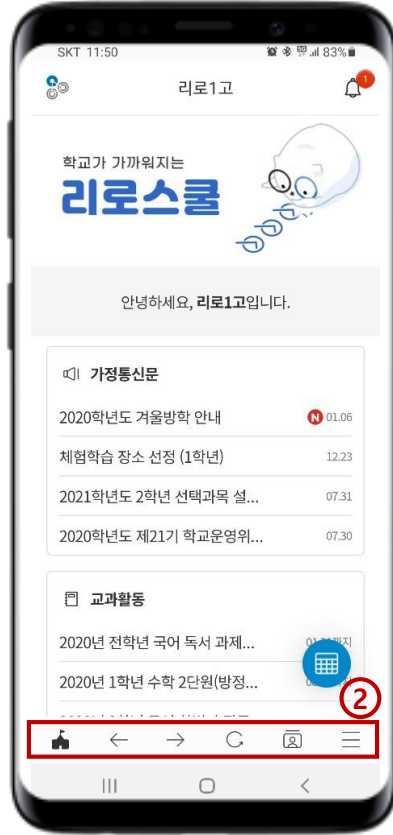 SKT 11:50 83%
리로1고
1
학교가 가까워지는
리로스쿨
안녕하세요, 리로1고입니다.
가정통신문
2020학년도 겨울방학 안내 N 01.06
체험학습 장소 선정 (1학년) 12.23
2021학년도 2학년 선택과목 설... 07.31
2020학년도 제21기 학교운영위... 07.30
교과활동
2020년 전학년 국어 독서 과제...
2020년 1학년 수학 2단원(방정...
2